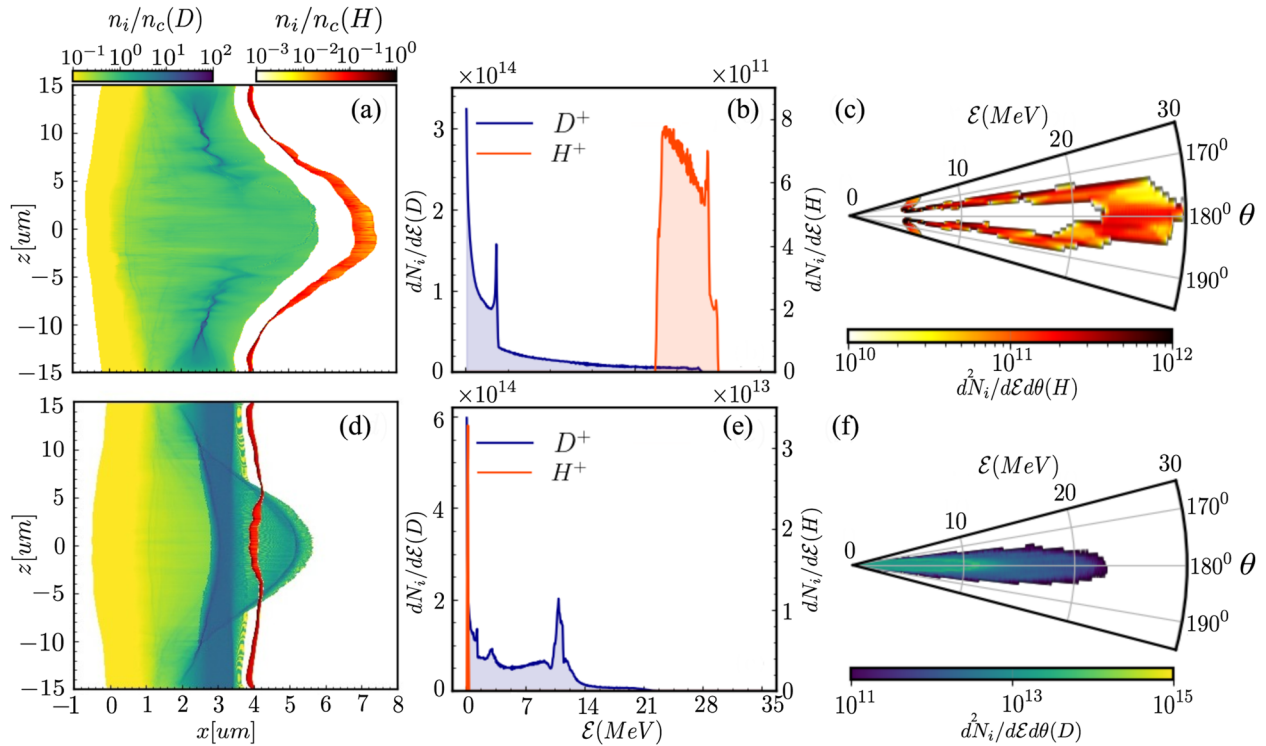 n_i/n_c(D) n_i/n_c(H)
10^-1 10^0 10^1 10^2 10^-3 10^-2 10^-1 10^0
(a)
15
10
5
0
−5
−10
−15
z[um]
×10^14 ×10^11
(b)
D^+
H^+
3
2
1
0
dN_i/dℰ(D)
8
6
4
2
0
dN_i/dℰ(H)
(c)
ℰ(MeV)
0 10 20 30
170^0
180^0 θ
190^0
10^10 10^11 10^12
d^2N_i/dℰdθ(H)
(d)
15
10
5
0
−5
−10
−15
z[um]
−1 0 1 2 3 4 5 6 7 8
x[um]
×10^14 ×10^13
(e)
D^+
H^+
6
4
2
0
dN_i/dℰ(D)
3
2
1
0
dN_i/dℰ(H)
0 7 14 21 28 35
ℰ(MeV)
(f)
ℰ(MeV)
0 10 20 30
170^0
180^0 θ
190^0
10^11 10^13 10^15
d^2N_i/dℰdθ(D)